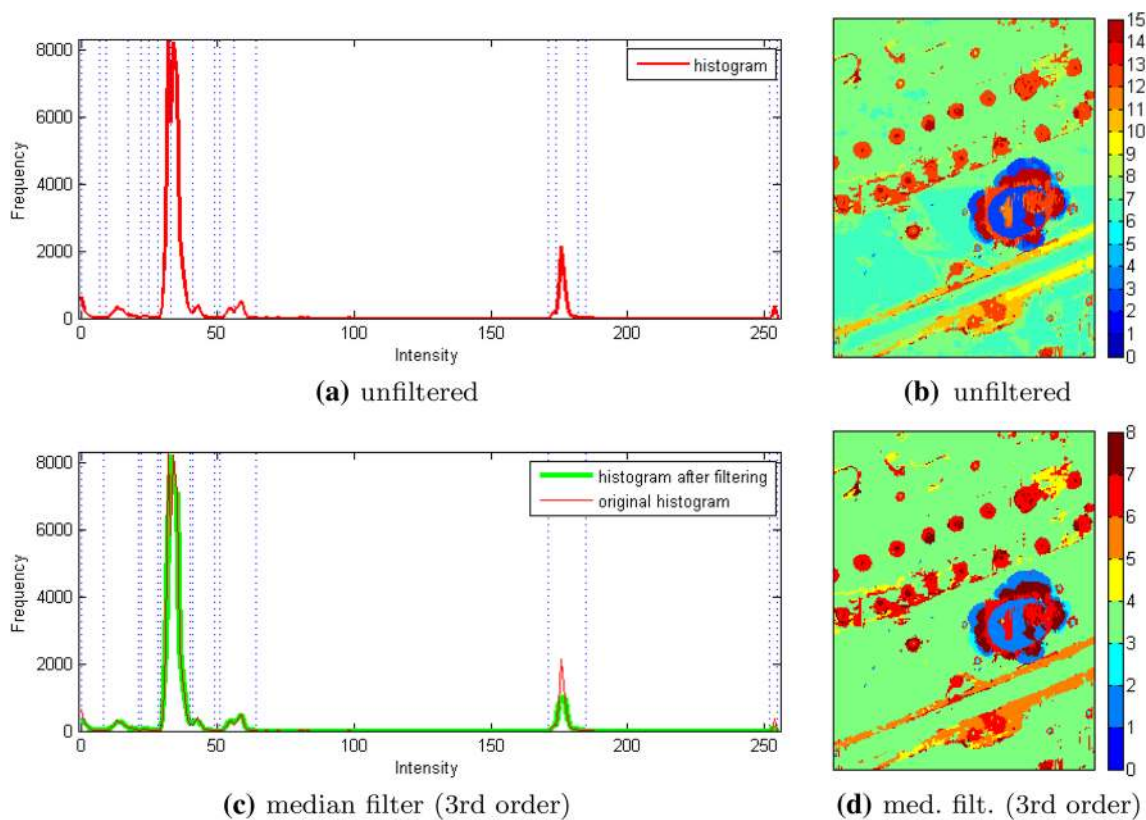 8000
6000
4000
2000
0
Frequency
histogram
0 50 100 150 200 250
Intensity
(a) unfiltered
15
14
13
12
10
9
8
7
6
5
4
3
2
1
0
(b) unfiltered
8000
6000
4000
2000
0
Frequency
histogram after filtering
original histogram
0 50 100 150 200 250
Intensity
(c) median filter (3rd order)
8
7
6
5
4
3
2
1
0
(d) med. filt. (3rd order)